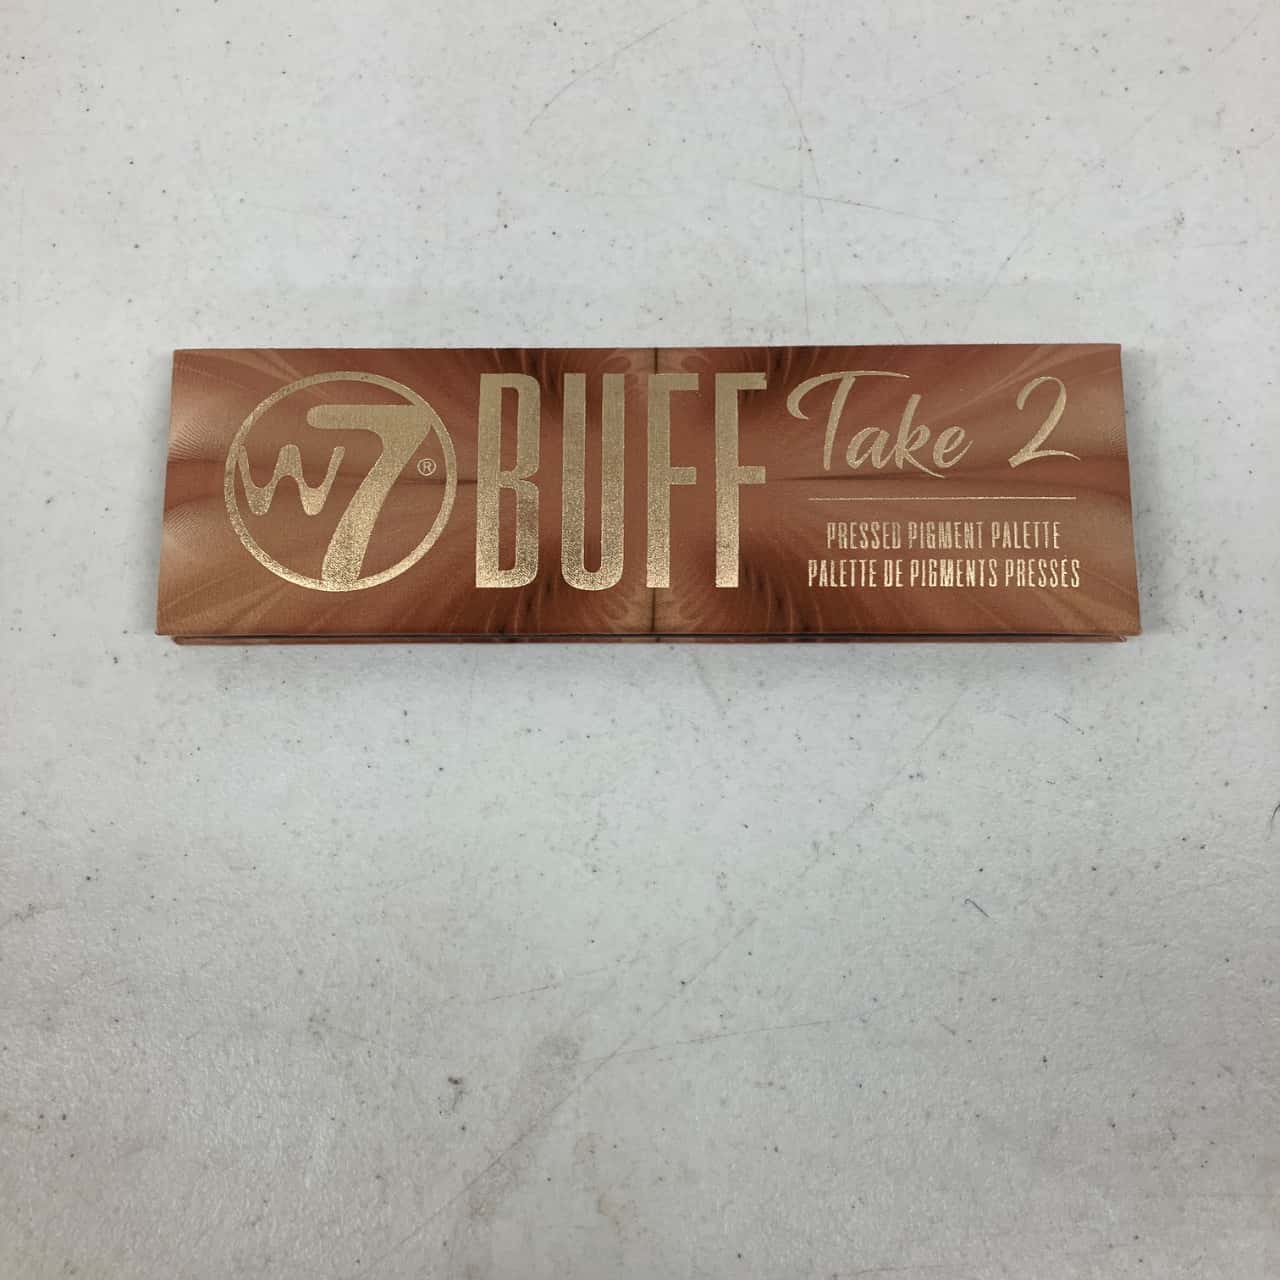 W7®
BUFF
Take 2
PRESSED PIGMENT PALETTE
PALETTE DE PIGMENTS PRESSÉS